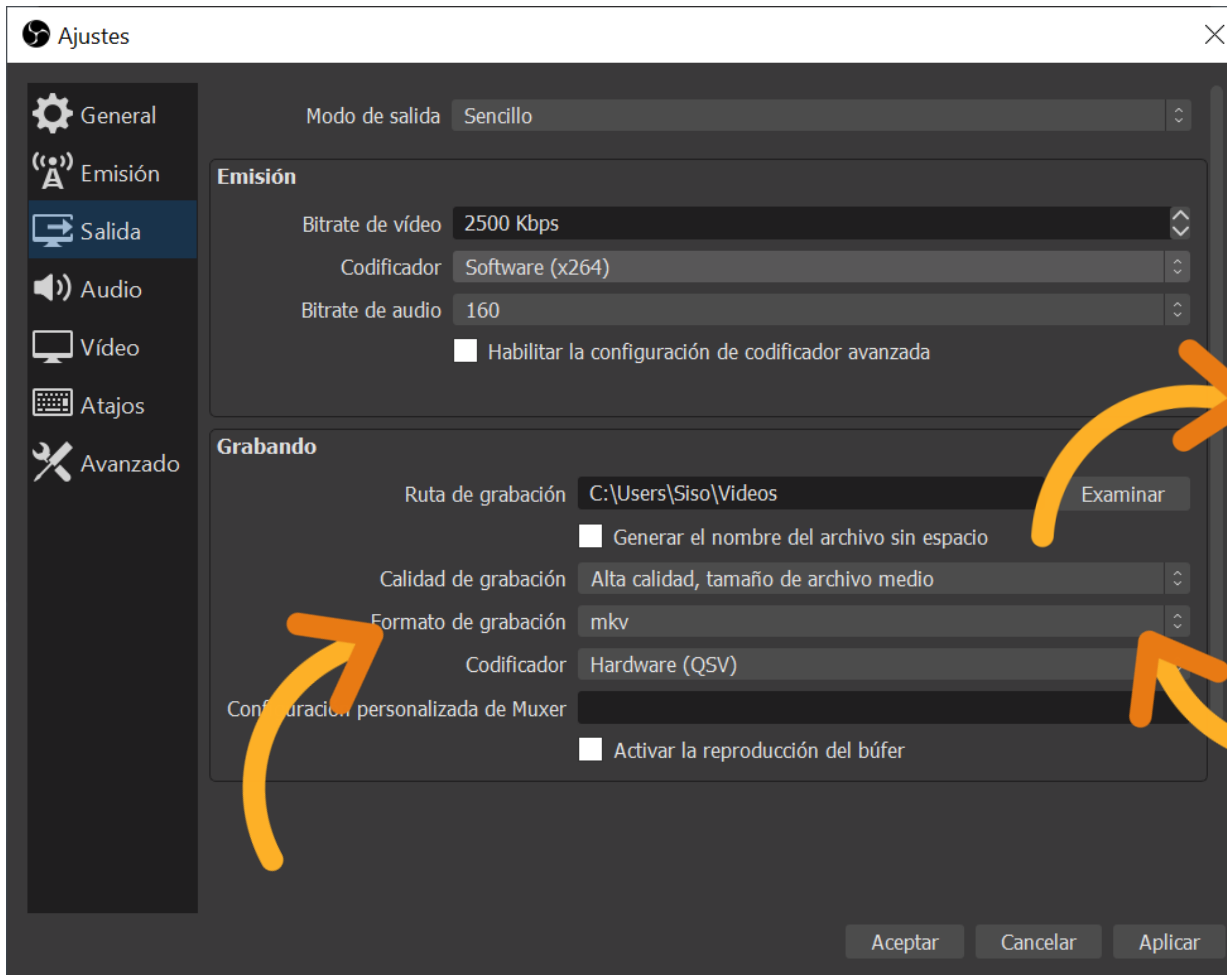 Ajustes
General
Emisión
Salida
Audio
Vídeo
Atajos
Avanzado
Modo de salida Sencillo
Emisión
Bitrate de vídeo 2500 Kbps
Codificador Software (x264)
Bitrate de audio 160
Habilitar la configuración de codificador avanzada
Grabando
Ruta de grabación C:\Users\Siso\Videos Examinar
Generar el nombre del archivo sin espacio
Calidad de grabación Alta calidad, tamaño de archivo medio
Formato de grabación mkv
Codificador Hardware (QSV)
Configuración personalizada de Muxer
Activar la reproducción del búfer
Aceptar Cancelar Aplicar